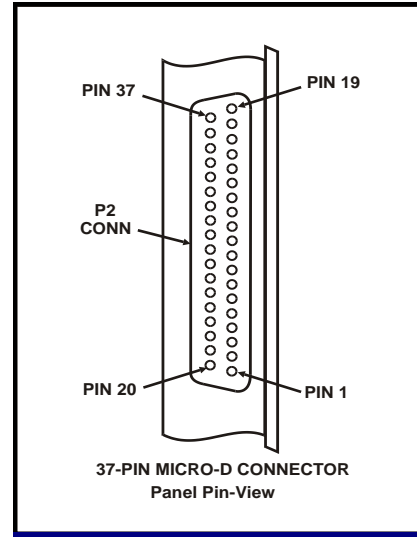 PIN 37
PIN 19
P2
CONN
PIN 20
PIN 1
37-PIN MICRO-D CONNECTOR
Panel Pin-View